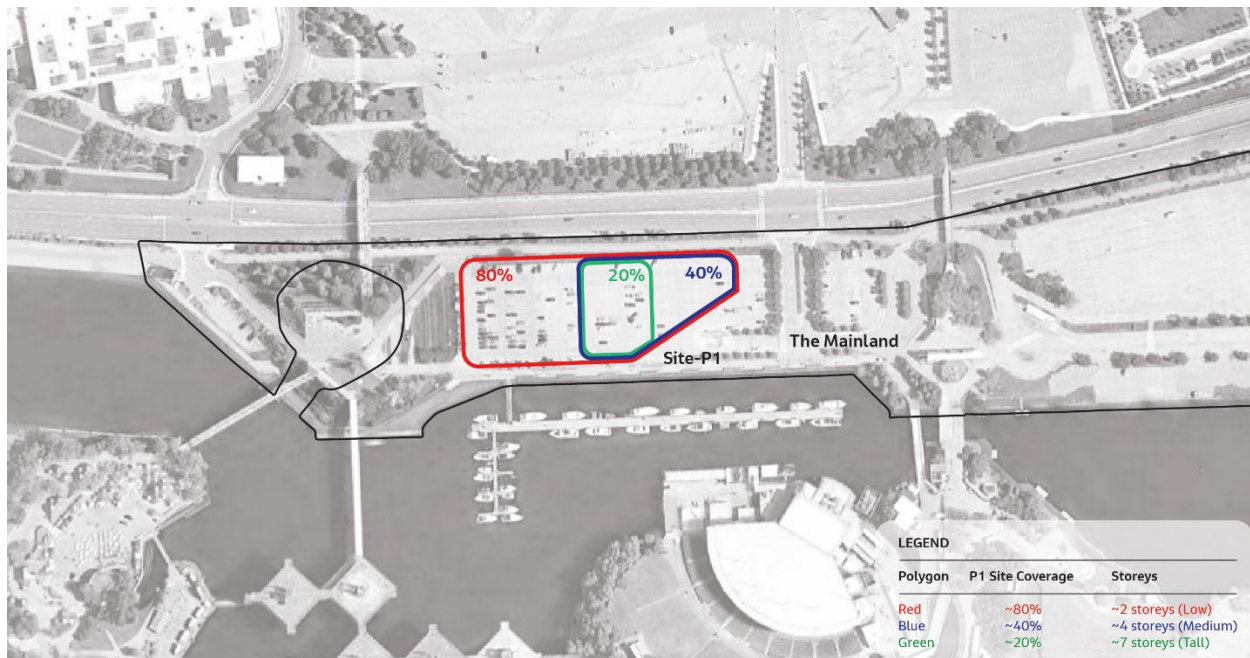 80%
20%
40%
The Mainland
Site-P1
LEGEND
Polygon P1 Site Coverage Storeys
Red ~80% ~2 storeys (Low)
Blue ~40% ~4 storeys (Medium)
Green ~20% ~7 storeys (Tall)